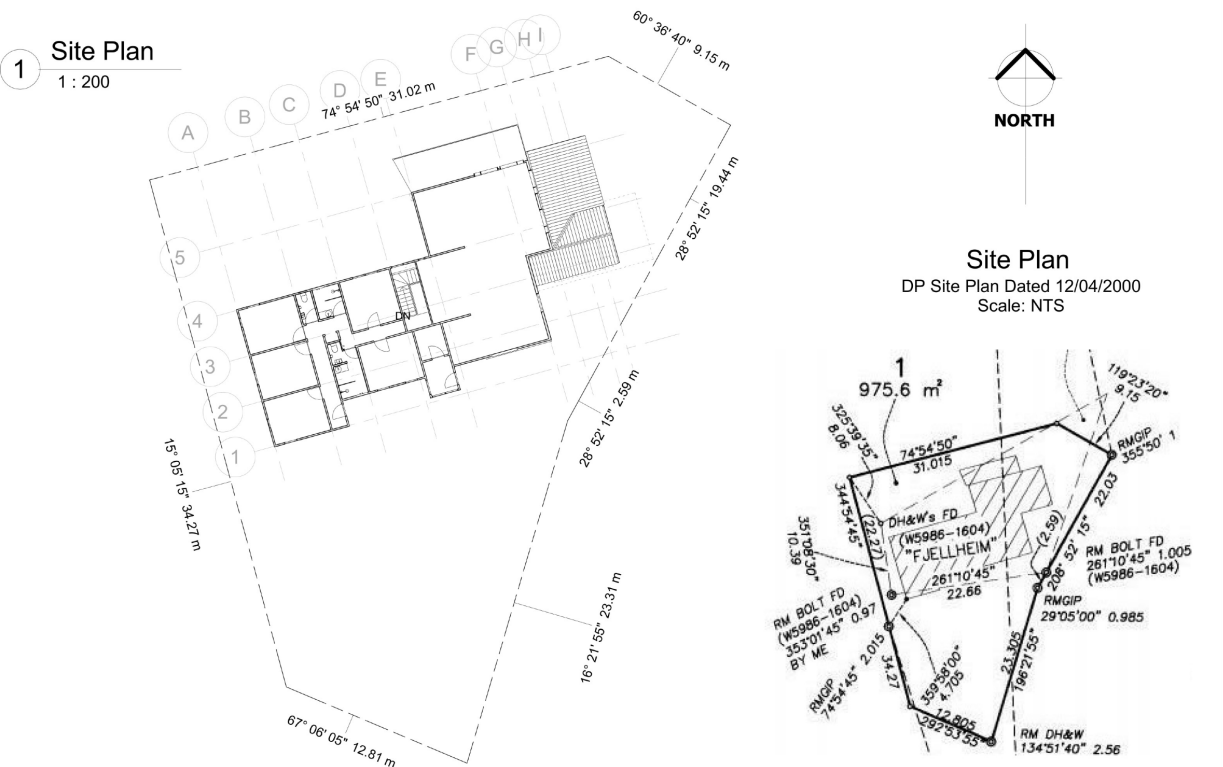 1
Site Plan
1 : 200
A
B
C
D
E
F
G
H
I
5
4
3
2
1
74° 54' 50" 31.02 m
60° 36' 40" 9.15 m
28° 52' 15" 19.44 m
28° 52' 15" 2.59 m
16° 21' 55" 23.31 m
67° 06' 05" 12.81 m
15° 05' 15" 34.27 m
DN
NORTH
Site Plan
DP Site Plan Dated 12/04/2000
Scale: NTS
1
975.6 m²
325°39'35"
8.06
74°54'50"
31.015
119°23'20"
9.15
RMGIP
355°50' 1
344°54'45"
(22.27)
DH&W's FD
(W5986-1604)
"FJELLHEIM"
351°08'30"
10.39
261°10'45"
22.66
22.03
(2.59)
208° 52' 15"
RM BOLT FD
261°10'45" 1.005
(W5986-1604)
RMGIP
29°05'00" 0.985
RM BOLT FD
(W5986-1604)
353°01'45" 0.97
BY ME
RMGIP
74°54'45" 2.015
34.27
359°58'00"
4.705
23.305
196°21'55"
12.805
292°53'55"
RM DH&W
134°51'40" 2.56